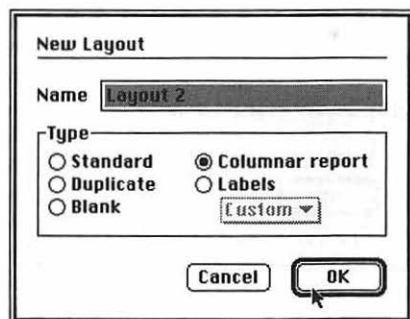 New Layout
Name Layout 2
Type
Standard Columnar report
Duplicate Labels
Blank Custom
Cancel OK